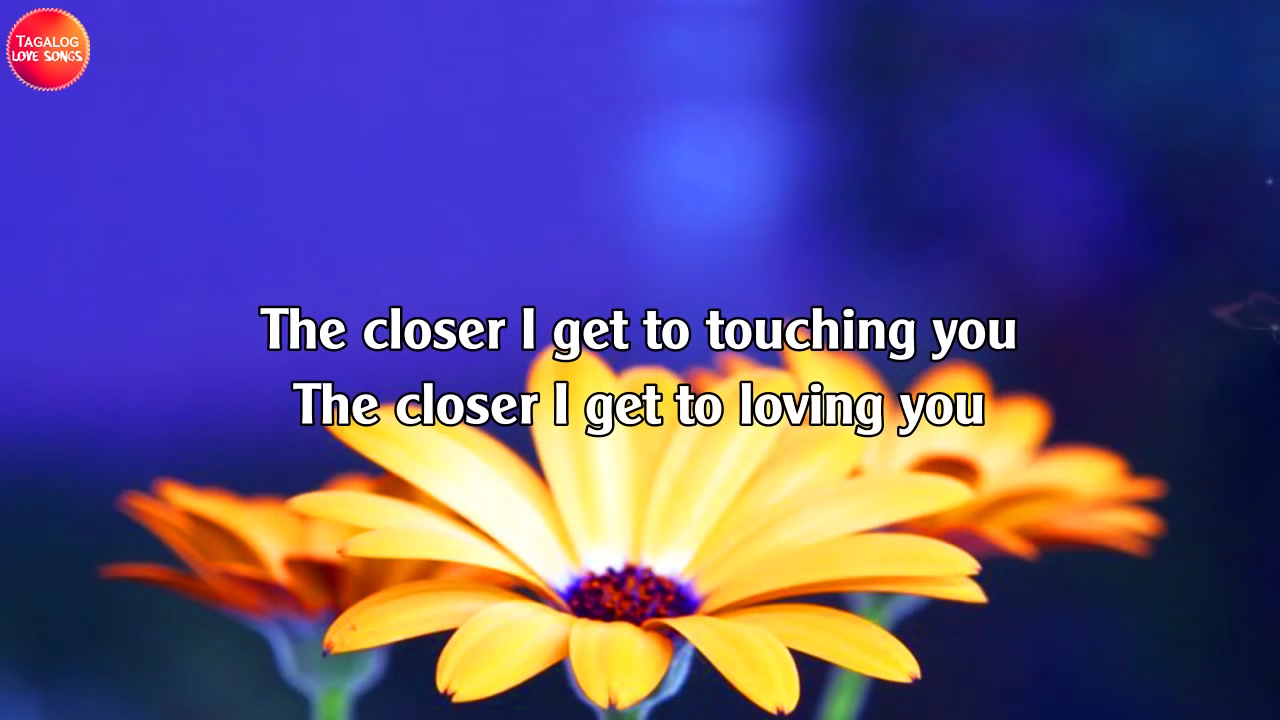 TAGALOG
LOVE SONGS
The closer I get to touching you
The closer I get to loving you